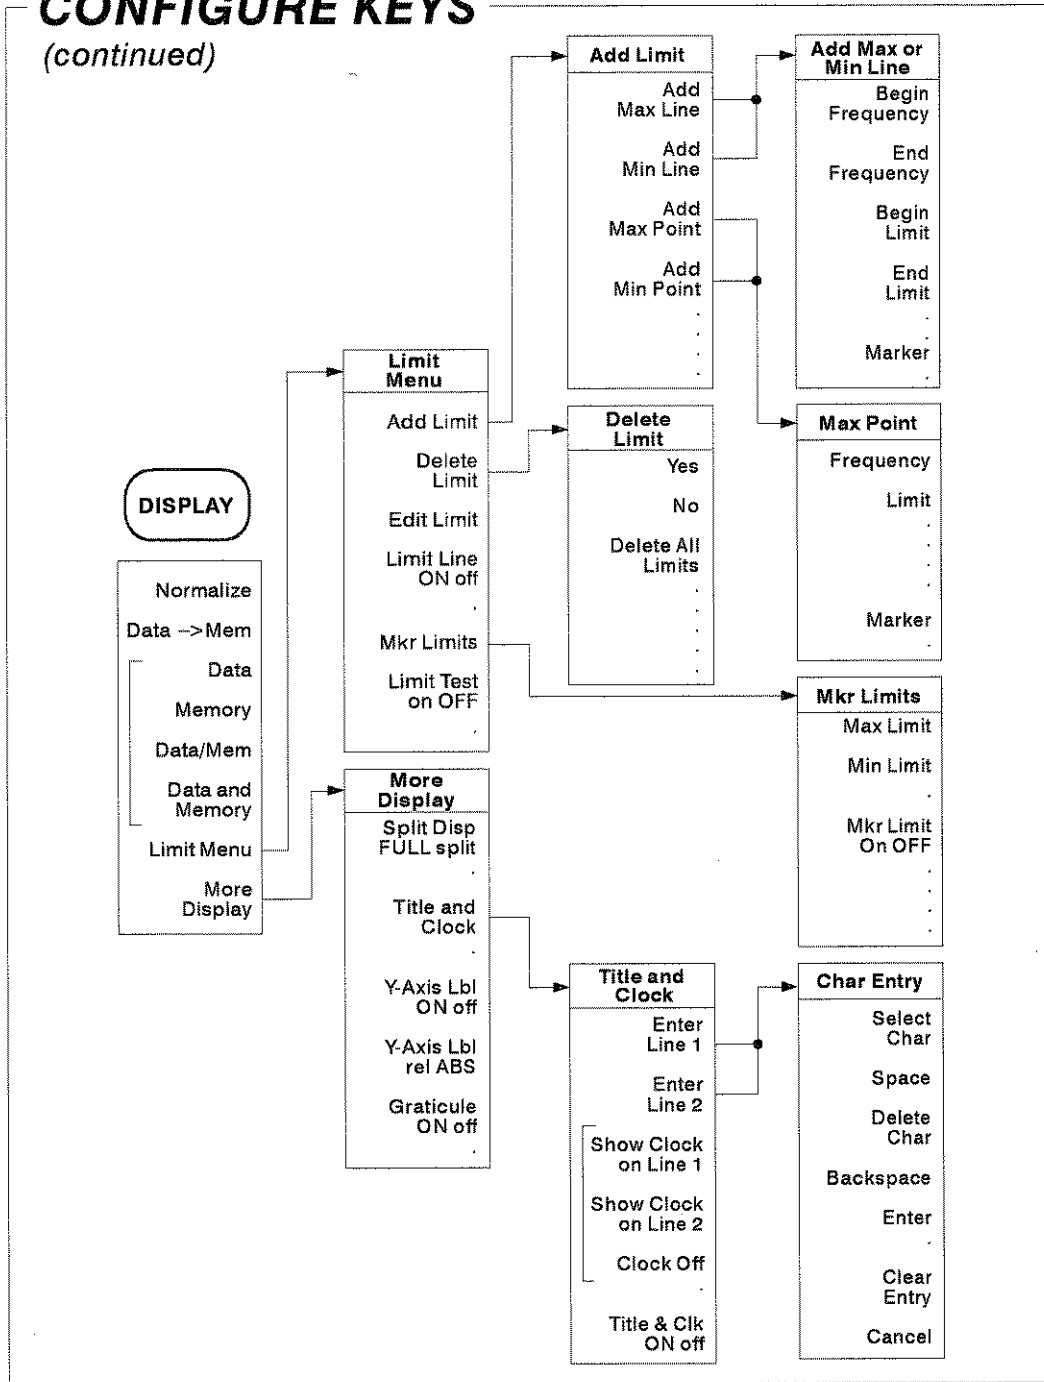 CONFIGURE KEYS
(continued)
DISPLAY
Normalize
Data –>Mem
Data
Memory
Data/Mem
Data and
Memory
Limit Menu
More
Display
Limit
Menu
Add Limit
Delete
Limit
Edit Limit
Limit Line
ON off
Mkr Limits
Limit Test
on OFF
More
Display
Split Disp
FULL split
Title and
Clock
Y-Axis Lbl
ON off
Y-Axis Lbl
rel ABS
Graticule
ON off
Add Limit
Add
Max Line
Add
Min Line
Add
Max Point
Add
Min Point
Delete
Limit
Yes
No
Delete All
Limits
Title and
Clock
Enter
Line 1
Enter
Line 2
Show Clock
on Line 1
Show Clock
on Line 2
Clock Off
Title & Clk
ON off
Add Max or
Min Line
Begin
Frequency
End
Frequency
Begin
Limit
End
Limit
Marker
Max Point
Frequency
Limit
Marker
Mkr Limits
Max Limit
Min Limit
Mkr Limit
On OFF
Char Entry
Select
Char
Space
Delete
Char
Backspace
Enter
Clear
Entry
Cancel